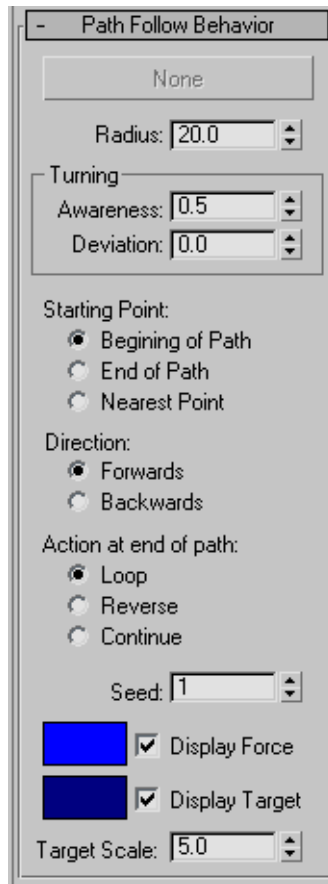 - Path Follow Behavior
None
Radius: 20.0
Turning
Awareness: 0.5
Deviation: 0.0
Starting Point:
Begining of Path
End of Path
Nearest Point
Direction:
Forwards
Backwards
Action at end of path:
Loop
Reverse
Continue
Seed: 1
Display Force
Display Target
Target Scale: 5.0